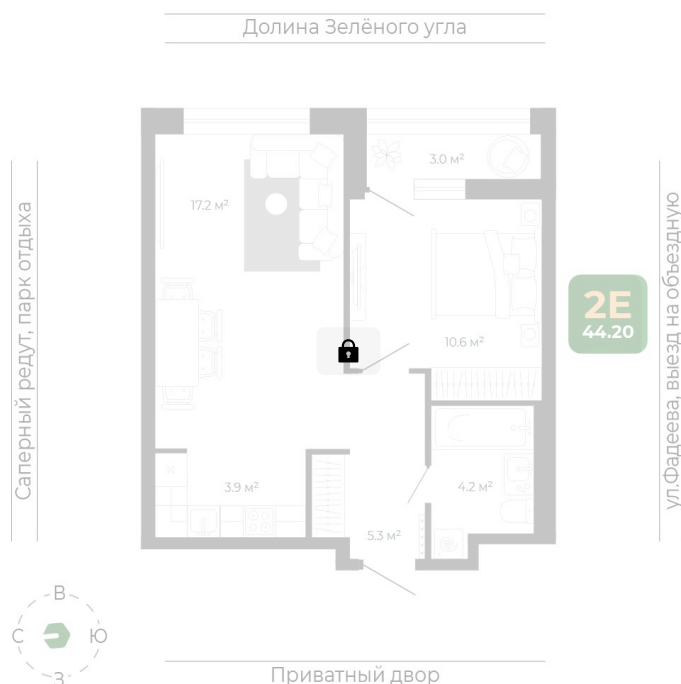 Долина Зелёного угла
Саперный редут, парк отдыха
ул.Фадеева, выезд на объездную
17.2 м²
3.0 м²
10.6 м²
2Е
44.20
3.9 м²
4.2 м²
5.3 м²
В
С
Ю
З
Приватный двор